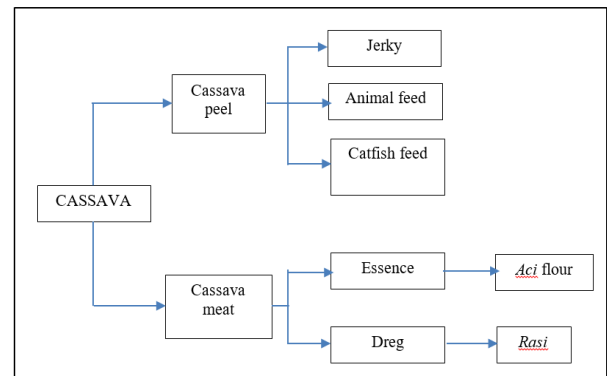 Jerky
Cassava
peel
Animal feed
Catfish feed
CASSAVA
Cassava
meat
Essence
Aci flour
Dreg
Rasi